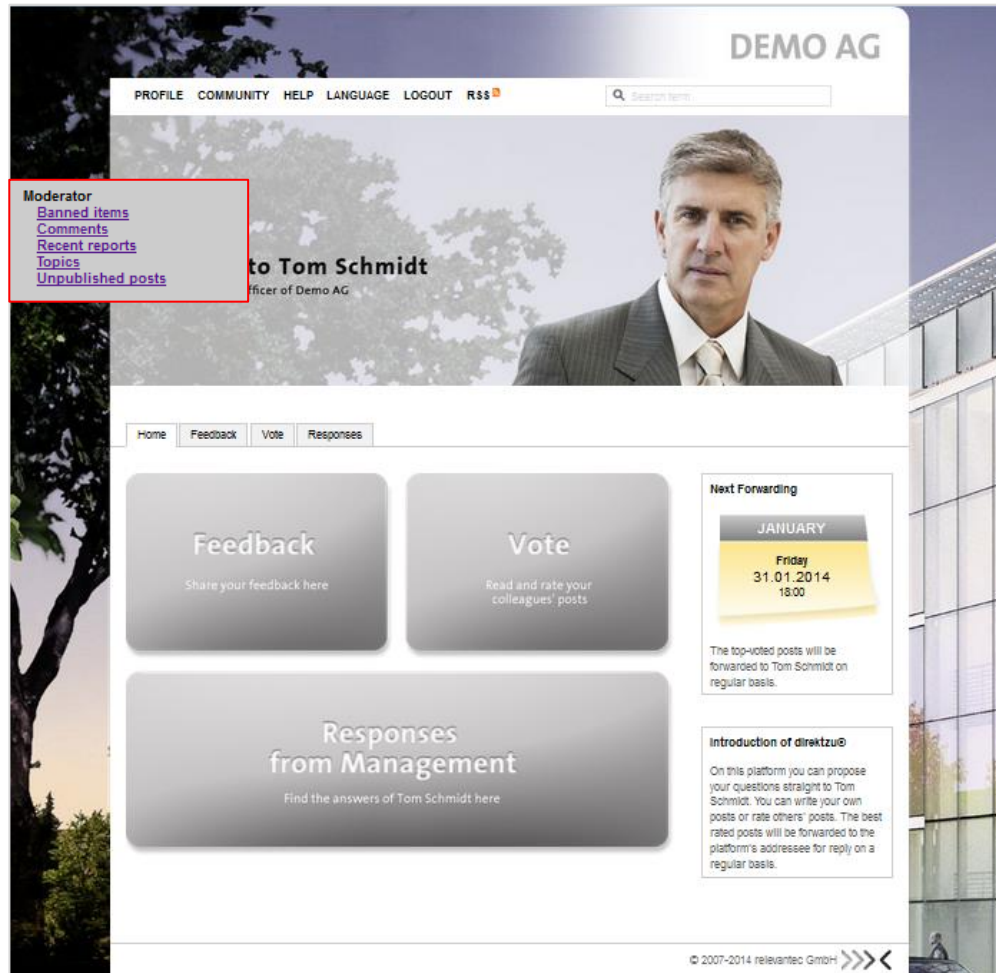 DEMO AG
PROFILE COMMUNITY HELP LANGUAGE LOGOUT RSS
Search term
Moderator
Banned items
Comments
Recent reports
Topics
Unpublished posts
to Tom Schmidt
fficer of Demo AG
Home Feedback Vote Responses
Feedback
Share your feedback here
Vote
Read and rate your
colleagues' posts
Responses
from Management
Find the answers of Tom Schmidt here
Next Forwarding
JANUARY
Friday
31.01.2014
18:00
The top-voted posts will be
forwarded to Tom Schmidt on
regular basis.
Introduction of direktzu®
On this platform you can propose
your questions straight to Tom
Schmidt. You can write your own
posts or rate others' posts. The best
rated posts will be forwarded to the
platform's addressee for reply on a
regular basis.
© 2007-2014 relevantec GmbH